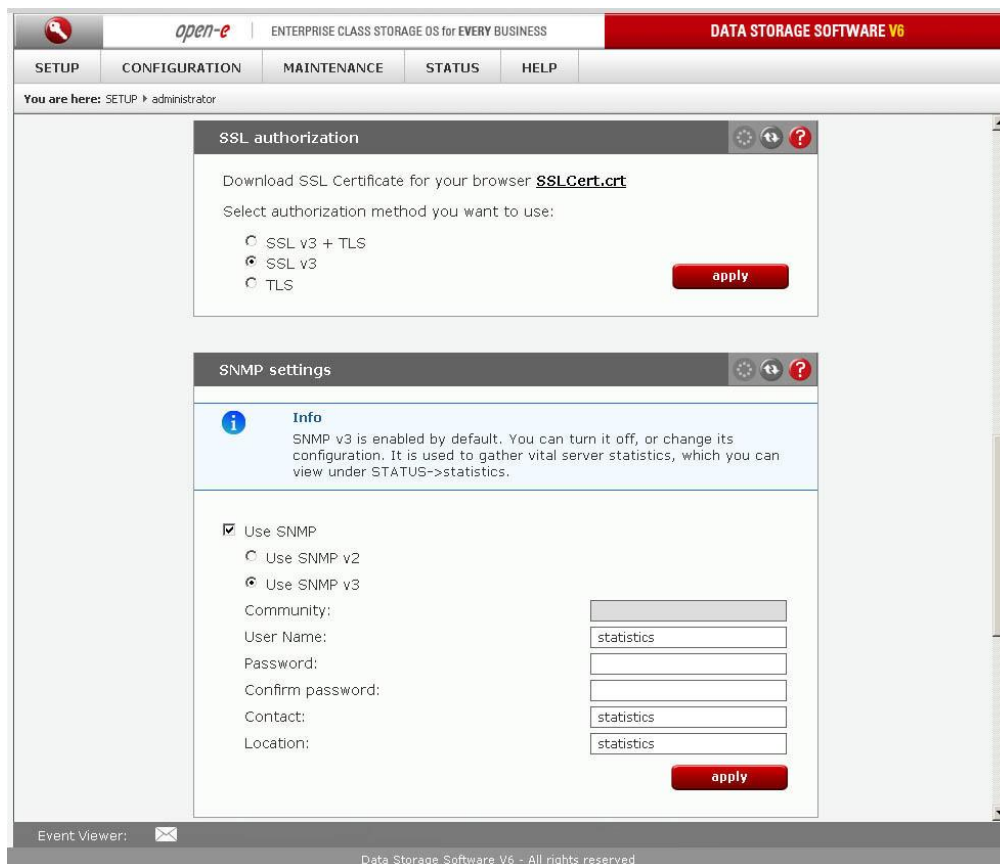 open-e
ENTERPRISE CLASS STORAGE OS for EVERY BUSINESS
DATA STORAGE SOFTWARE V6
SETUP
CONFIGURATION
MAINTENANCE
STATUS
HELP
You are here: SETUP ▸ administrator
SSL authorization
?
Download SSL Certificate for your browser SSLCert.crt
Select authorization method you want to use:
SSL v3 + TLS
SSL v3
TLS
apply
SNMP settings
?
i
Info
SNMP v3 is enabled by default. You can turn it off, or change its
configuration. It is used to gather vital server statistics, which you can
view under STATUS->statistics.
Use SNMP
Use SNMP v2
Use SNMP v3
Community:
User Name: statistics
Password:
Confirm password:
Contact: statistics
Location: statistics
apply
Event Viewer:
Data Storage Software V6 - All rights reserved